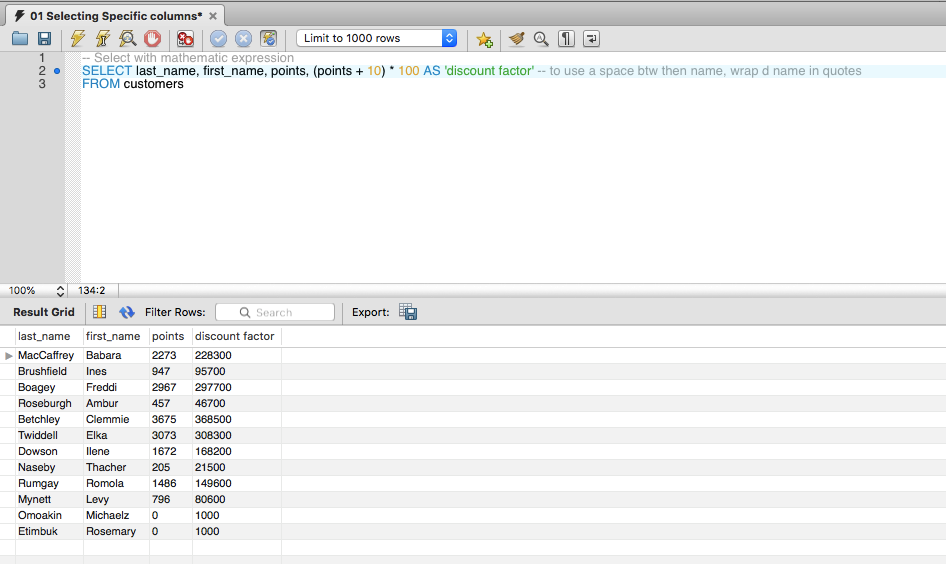 01 Selecting Specific columns*
Limit to 1000 rows
1 -- Select with mathematic expression
2 SELECT last_name, first_name, points, (points + 10) * 100 AS 'discount factor' -- to use a space btw then name, wrap d name in quotes
3 FROM customers
100% 134:2
Result Grid Filter Rows: Search Export:
last_name first_name points discount factor
MacCaffrey Babara 2273 228300
Brushfield Ines 947 95700
Boagey Freddi 2967 297700
Roseburgh Ambur 457 46700
Betchley Clemmie 3675 368500
Twiddell Elka 3073 308300
Dowson Ilene 1672 168200
Naseby Thacher 205 21500
Rumgay Romola 1486 149600
Mynett Levy 796 80600
Omoakin Michaelz 0 1000
Etimbuk Rosemary 0 1000